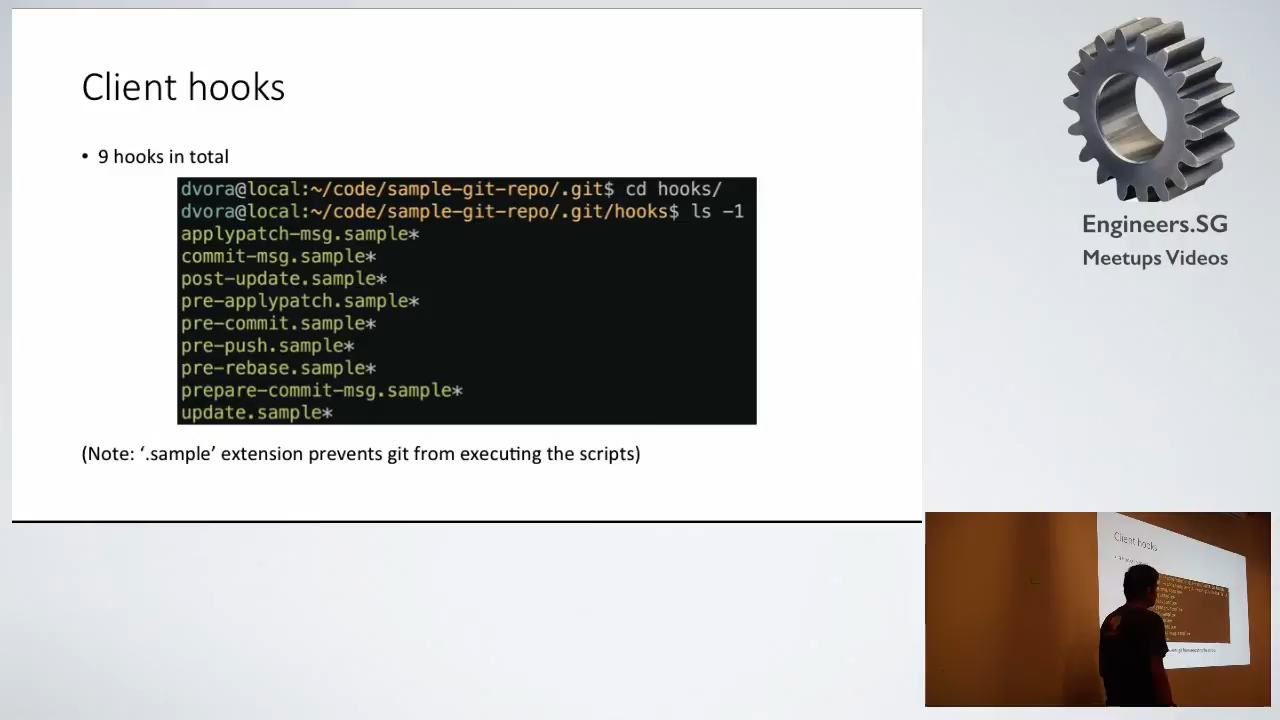 Client hooks
• 9 hooks in total
dvora@local:~/code/sample-git-repo/.git$ cd hooks/
dvora@local:~/code/sample-git-repo/.git/hooks$ ls -1
applypatch-msg.sample*
commit-msg.sample*
post-update.sample*
pre-applypatch.sample*
pre-commit.sample*
pre-push.sample*
pre-rebase.sample*
prepare-commit-msg.sample*
update.sample*
(Note: ‘.sample’ extension prevents git from executing the scripts)
Engineers.SG
Meetups Videos
Client hooks